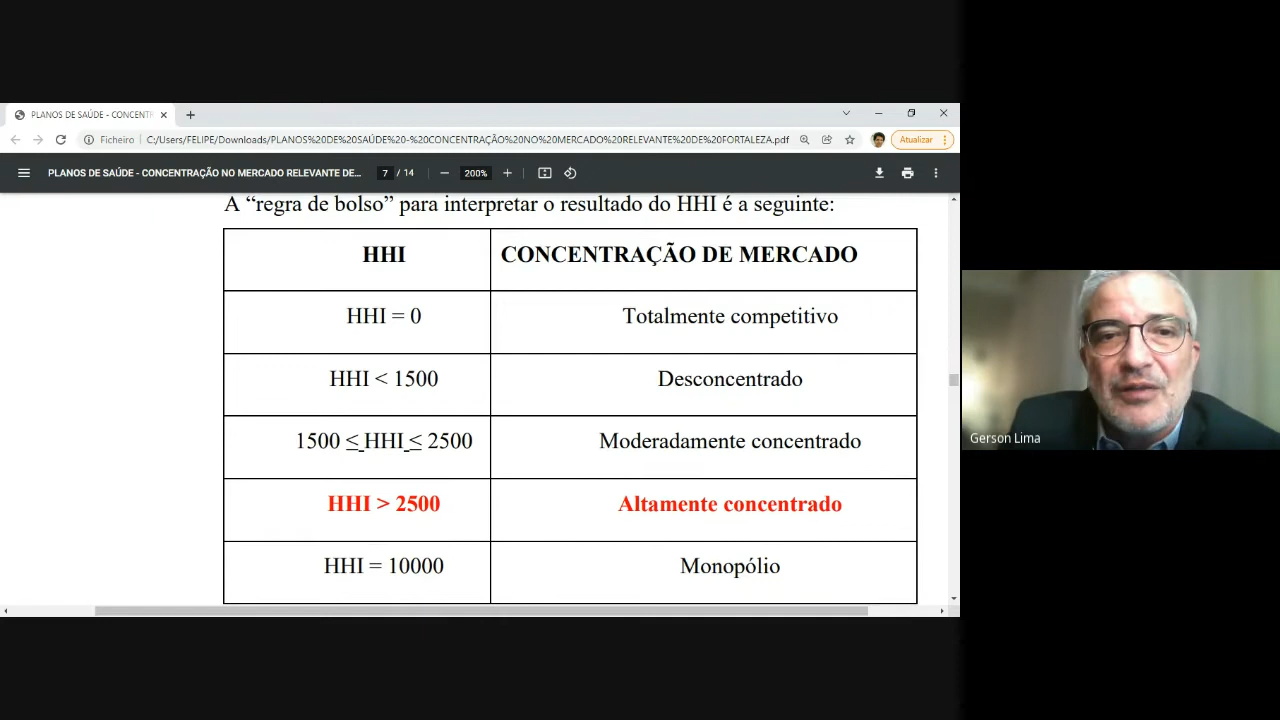 PLANOS DE SAÚDE - CONCENTR
Ficheiro
C:/Users/FELIPE/Downloads/PLANOS%20DE%20SAÚDE%20-%20CONCENTRAÇÃO%20NO%20MERCADO%20RELEVANTE%20DE%20FORTALEZA.pdf
Atualizar
PLANOS DE SAÚDE - CONCENTRAÇÃO NO MERCADO RELEVANTE DE...
7 / 14
200%
A “regra de bolso” para interpretar o resultado do HHI é a seguinte:
HHI CONCENTRAÇÃO DE MERCADO
HHI = 0 Totalmente competitivo
HHI < 1500 Desconcentrado
1500 ≤ HHI ≤ 2500 Moderadamente concentrado
HHI > 2500 Altamente concentrado
HHI = 10000 Monopólio
Gerson Lima